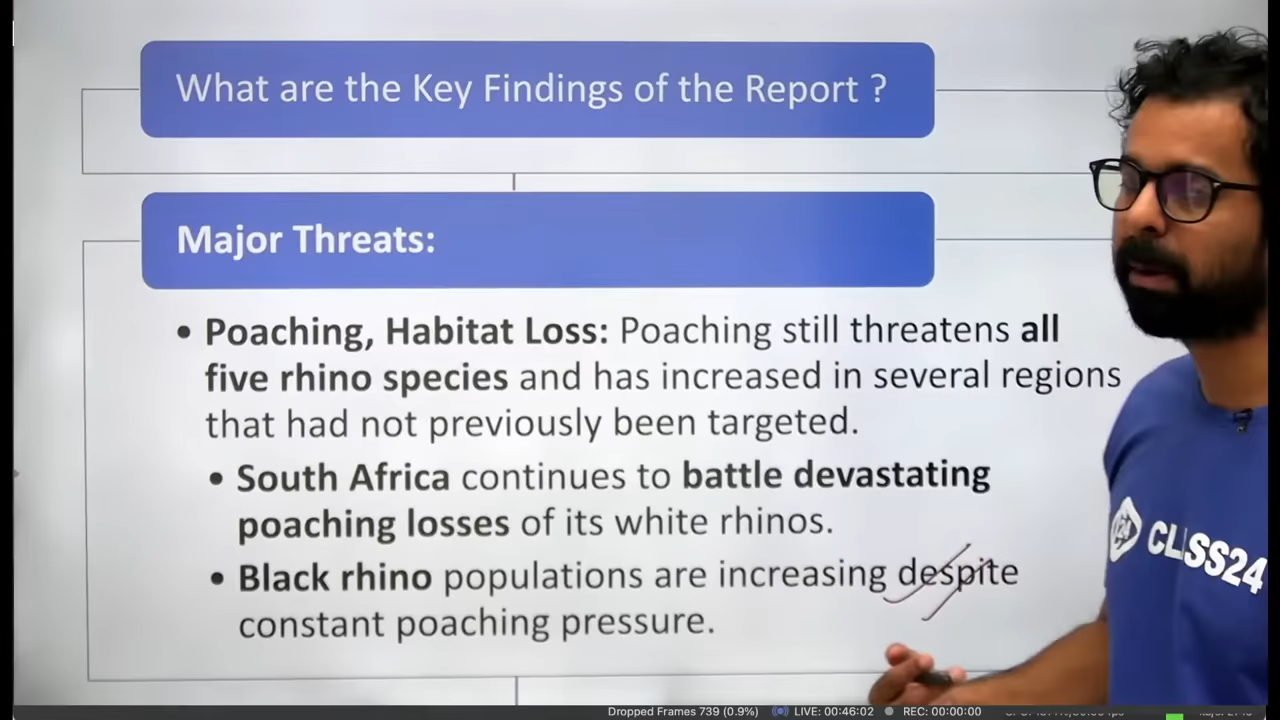 What are the Key Findings of the Report ?
Major Threats:
• Poaching, Habitat Loss: Poaching still threatens all
five rhino species and has increased in several regions
that had not previously been targeted.
• South Africa continues to battle devastating
poaching losses of its white rhinos.
• Black rhino populations are increasing despite
constant poaching pressure.
24 CLASS24
Dropped Frames 739 (0.9%) LIVE: 00:46:02 REC: 00:00:00